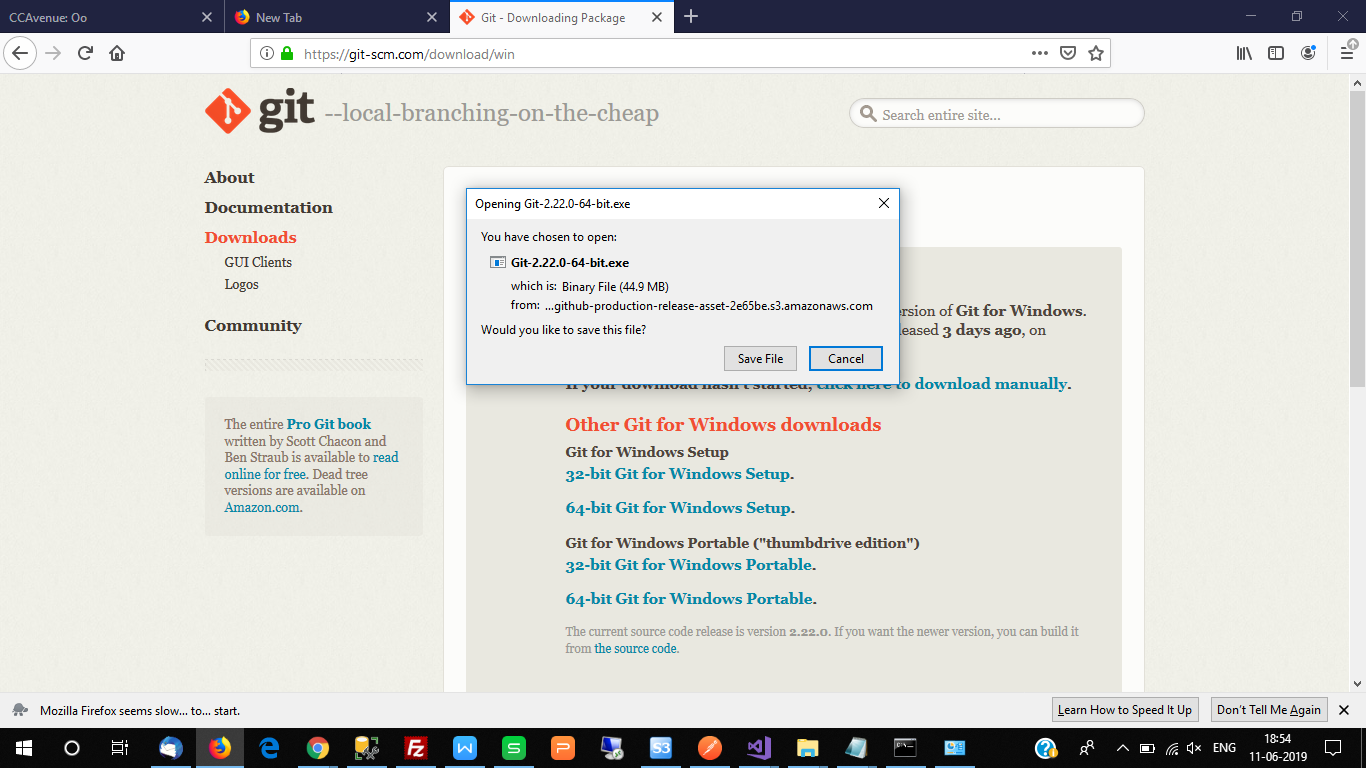 CCAvenue: Oo
New Tab
Git - Downloading Package
https://git-scm.com/download/win
git --local-branching-on-the-cheap
Search entire site...
About
Documentation
Downloads
GUI Clients
Logos
Community
The entire Pro Git book
written by Scott Chacon and
Ben Straub is available to read
online for free. Dead tree
versions are available on
Amazon.com.
Opening Git-2.22.0-64-bit.exe
You have chosen to open:
Git-2.22.0-64-bit.exe
which is: Binary File (44.9 MB)
from: ...github-production-release-asset-2e65be.s3.amazonaws.com
Would you like to save this file?
Save File
Cancel
version of Git for Windows.
released 3 days ago, on
If your download hasn't started, click here to download manually.
Other Git for Windows downloads
Git for Windows Setup
32-bit Git for Windows Setup.
64-bit Git for Windows Setup.
Git for Windows Portable ("thumbdrive edition")
32-bit Git for Windows Portable.
64-bit Git for Windows Portable.
The current source code release is version 2.22.0. If you want the newer version, you can build it
from the source code.
Mozilla Firefox seems slow... to... start.
Learn How to Speed It Up
Don't Tell Me Again
ENG
18:54
11-06-2019